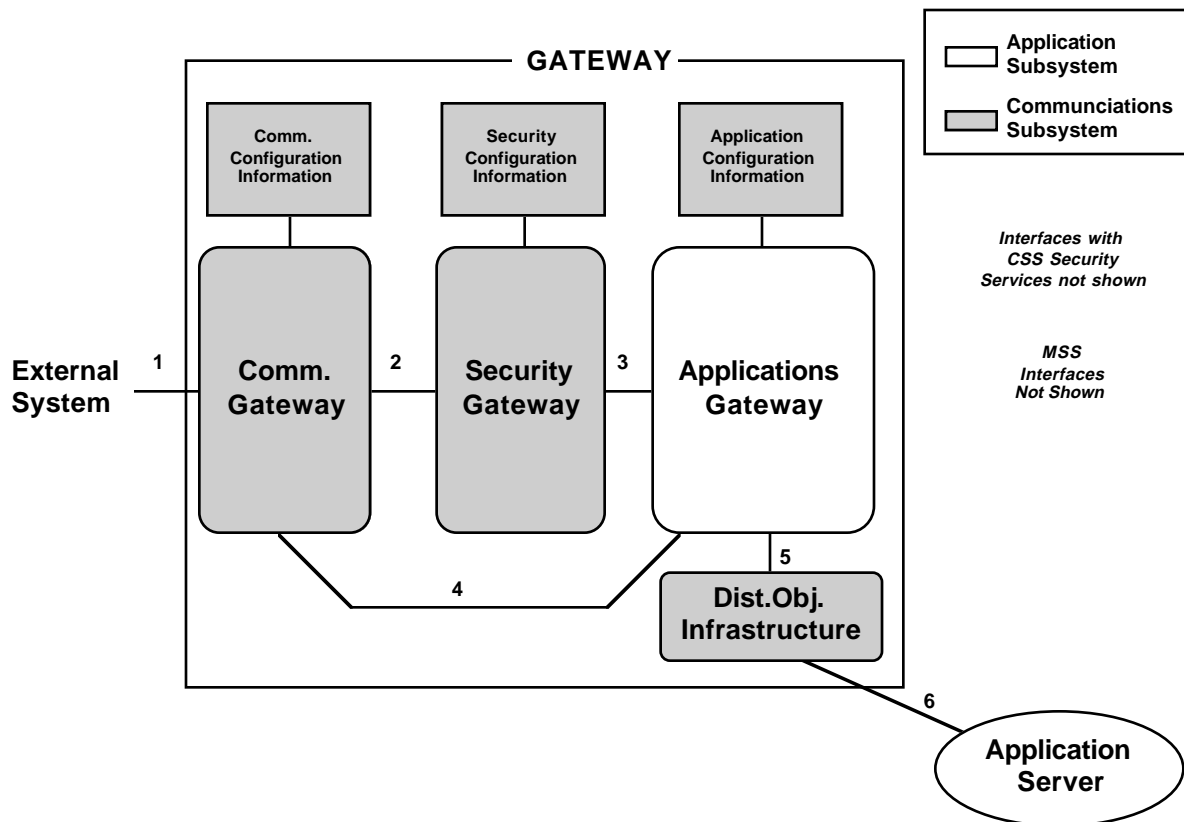 GATEWAY
Application
Subsystem
Communciations
Subsystem
Comm.
Configuration
Information
Security
Configuration
Information
Application
Configuration
Information
Interfaces with
CSS Security
Services not shown
MSS
Interfaces
Not Shown
External
System
1
Comm.
Gateway
2
Security
Gateway
3
Applications
Gateway
4
5
Dist.Obj.
Infrastructure
6
Application
Server